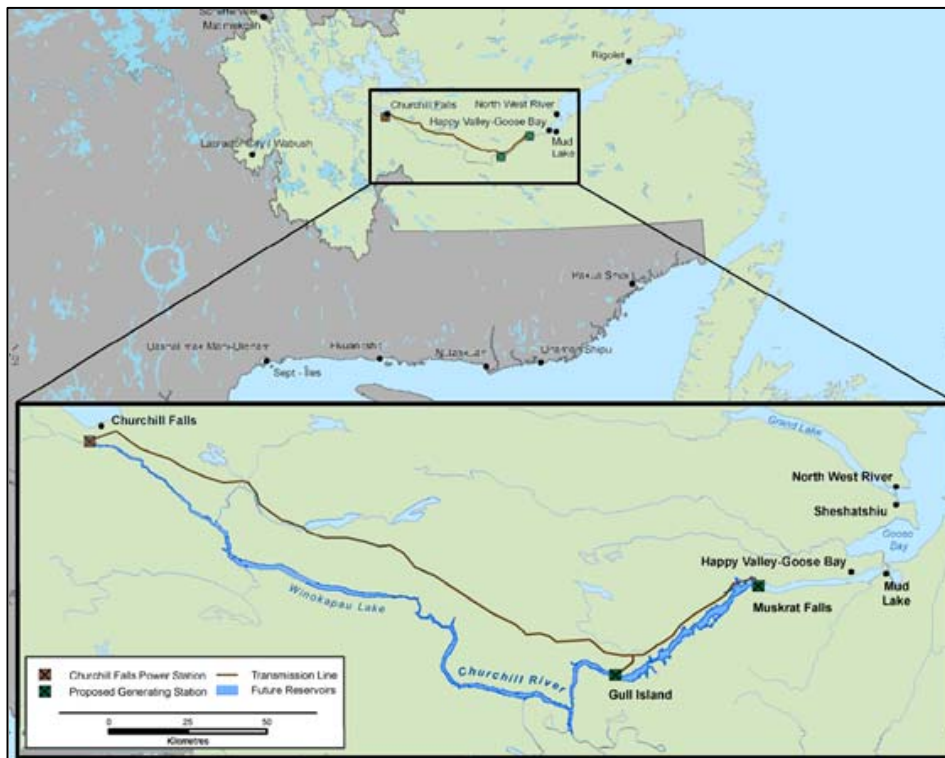 Rigolet
Churchill Falls
North West River
Happy Valley-Goose Bay
Mud
Lake
Labrador City / Wabush
Sept - Îles
Churchill Falls
Grand Lake
North West River
Sheshatshiu
Goose
Bay
Happy Valley-Goose Bay
Mud
Lake
Muskrat Falls
Winokapau Lake
Churchill River
Gull Island
Churchill Falls Power Station
Transmission Line
Proposed Generating Station
Future Reservoirs
0 25 50
Kilometres